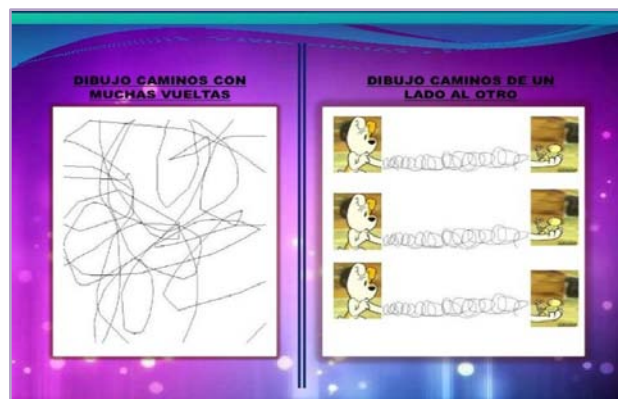 DIBUJO CAMINOS CON
MUCHAS VUELTAS
DIBUJO CAMINOS DE UN
LADO AL OTRO